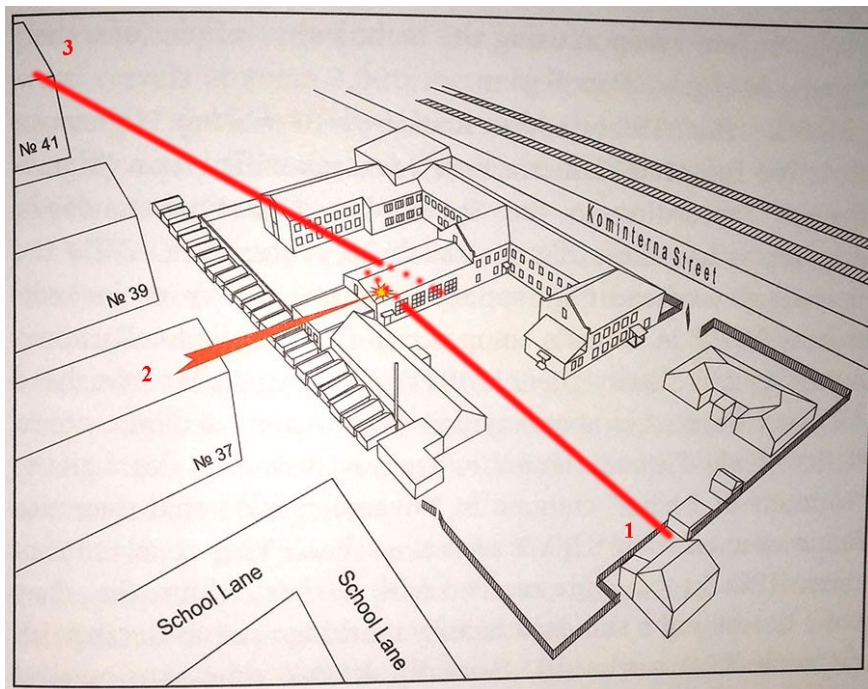 3
№ 41
№ 39
Kominterna Street
2
№ 37
1
School Lane
School Lane